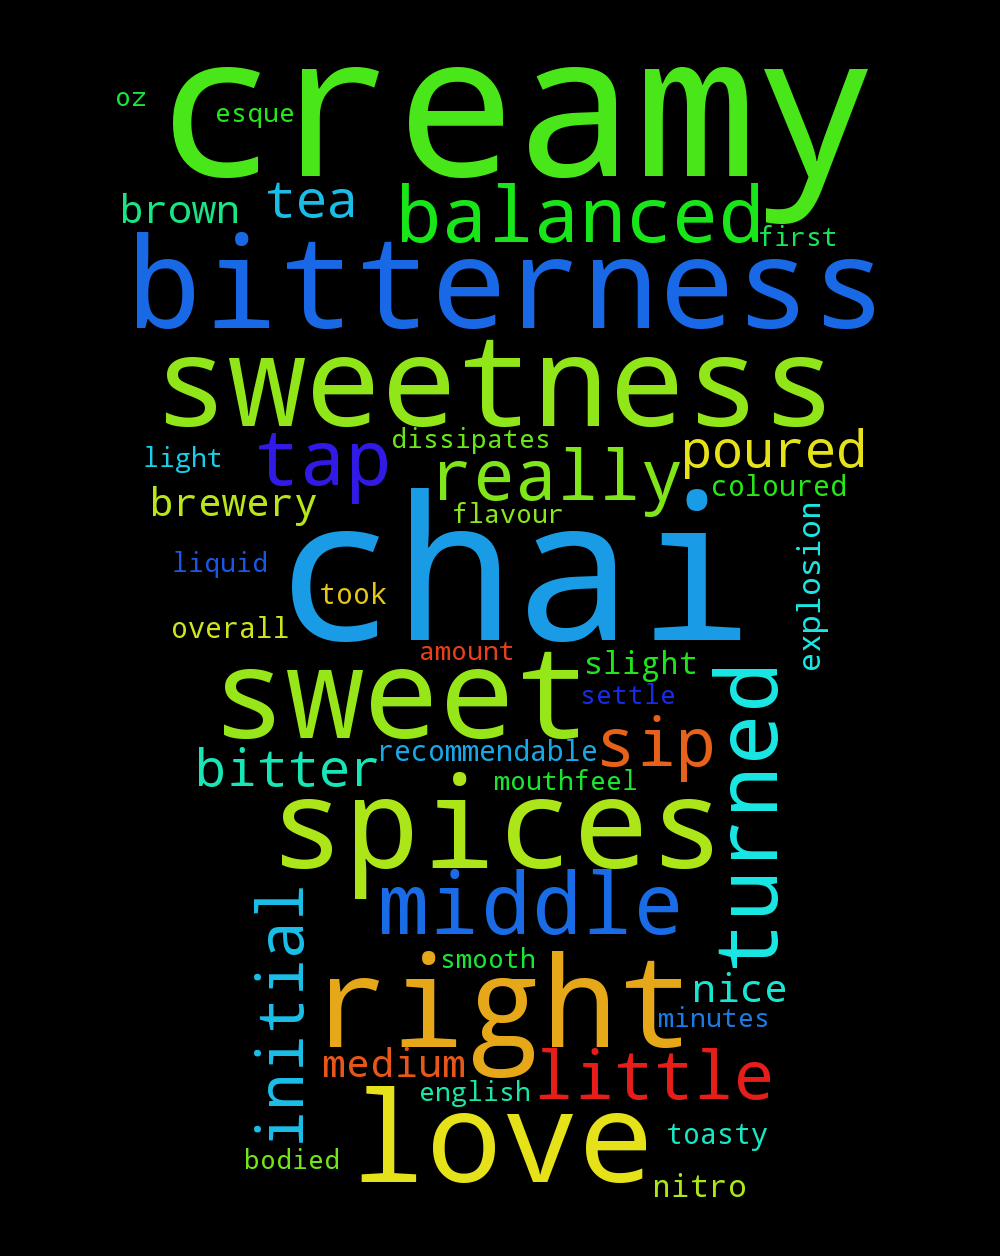 creamy
oz
esque
brown
tea
balanced
first
bitterness
sweetness
dissipates
light
tap
really
poured
coloured
brewery
flavour
chai
explosion
liquid
took
overall
amount
sweet
slight
settle
turned
sip
bitter
recommendable
mouthfeel
spices
middle
initial
smooth
right
nice
minutes
medium
little
english
love
toasty
bodied
nitro